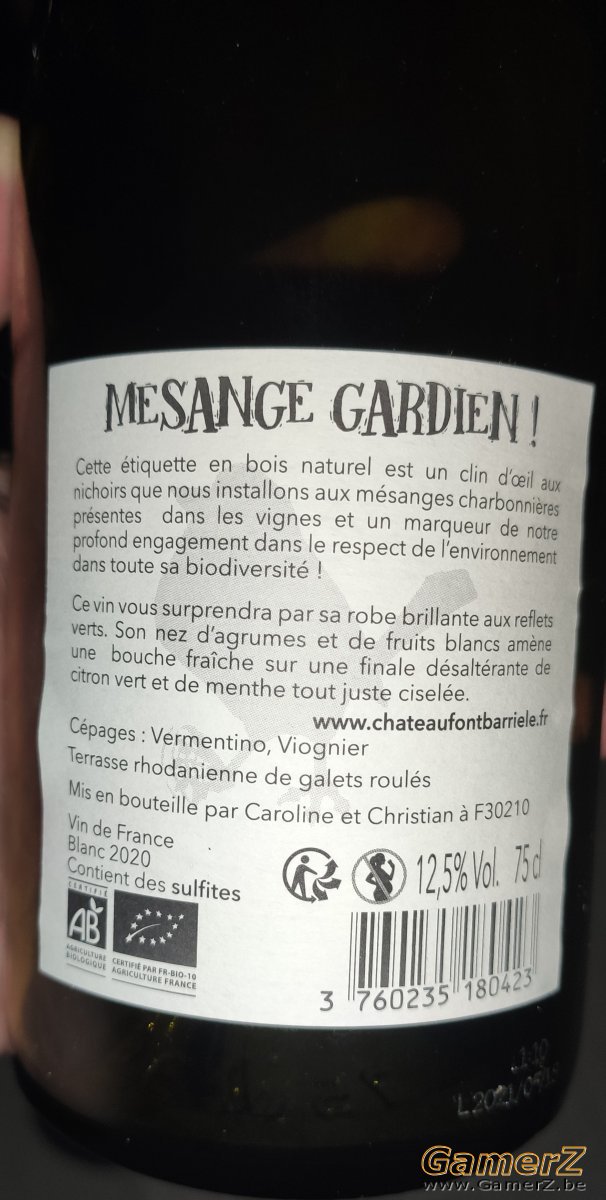 MESANGE GARDIEN !
Cette étiquette en bois naturel est un clin d'œil aux
nichoirs que nous installons aux mésanges charbonnières
présentes dans les vignes et un marqueur de notre
profond engagement dans le respect de l'environnement
dans toute sa biodiversité !
Ce vin vous surprendra par sa robe brillante aux reflets
verts. Son nez d'agrumes et de fruits blancs amène
une bouche fraîche sur une finale désaltérante de
citron vert et de menthe tout juste ciselée.
www.chateaufontbarriele.fr
Cépages : Vermentino, Viognier
Terrasse rhodanienne de galets roulés
Mis en bouteille par Caroline et Christian à F30210
Vin de France
Blanc 2020
Contient des sulfites
12,5% Vol. 75 cl
CERTIFIÉ
AB
AGRICULTURE
BIOLOGIQUE
CERTIFIÉ PAR FR-BIO-10
AGRICULTURE FRANCE
3 760235 180423
GamerZ
www.GamerZ.be